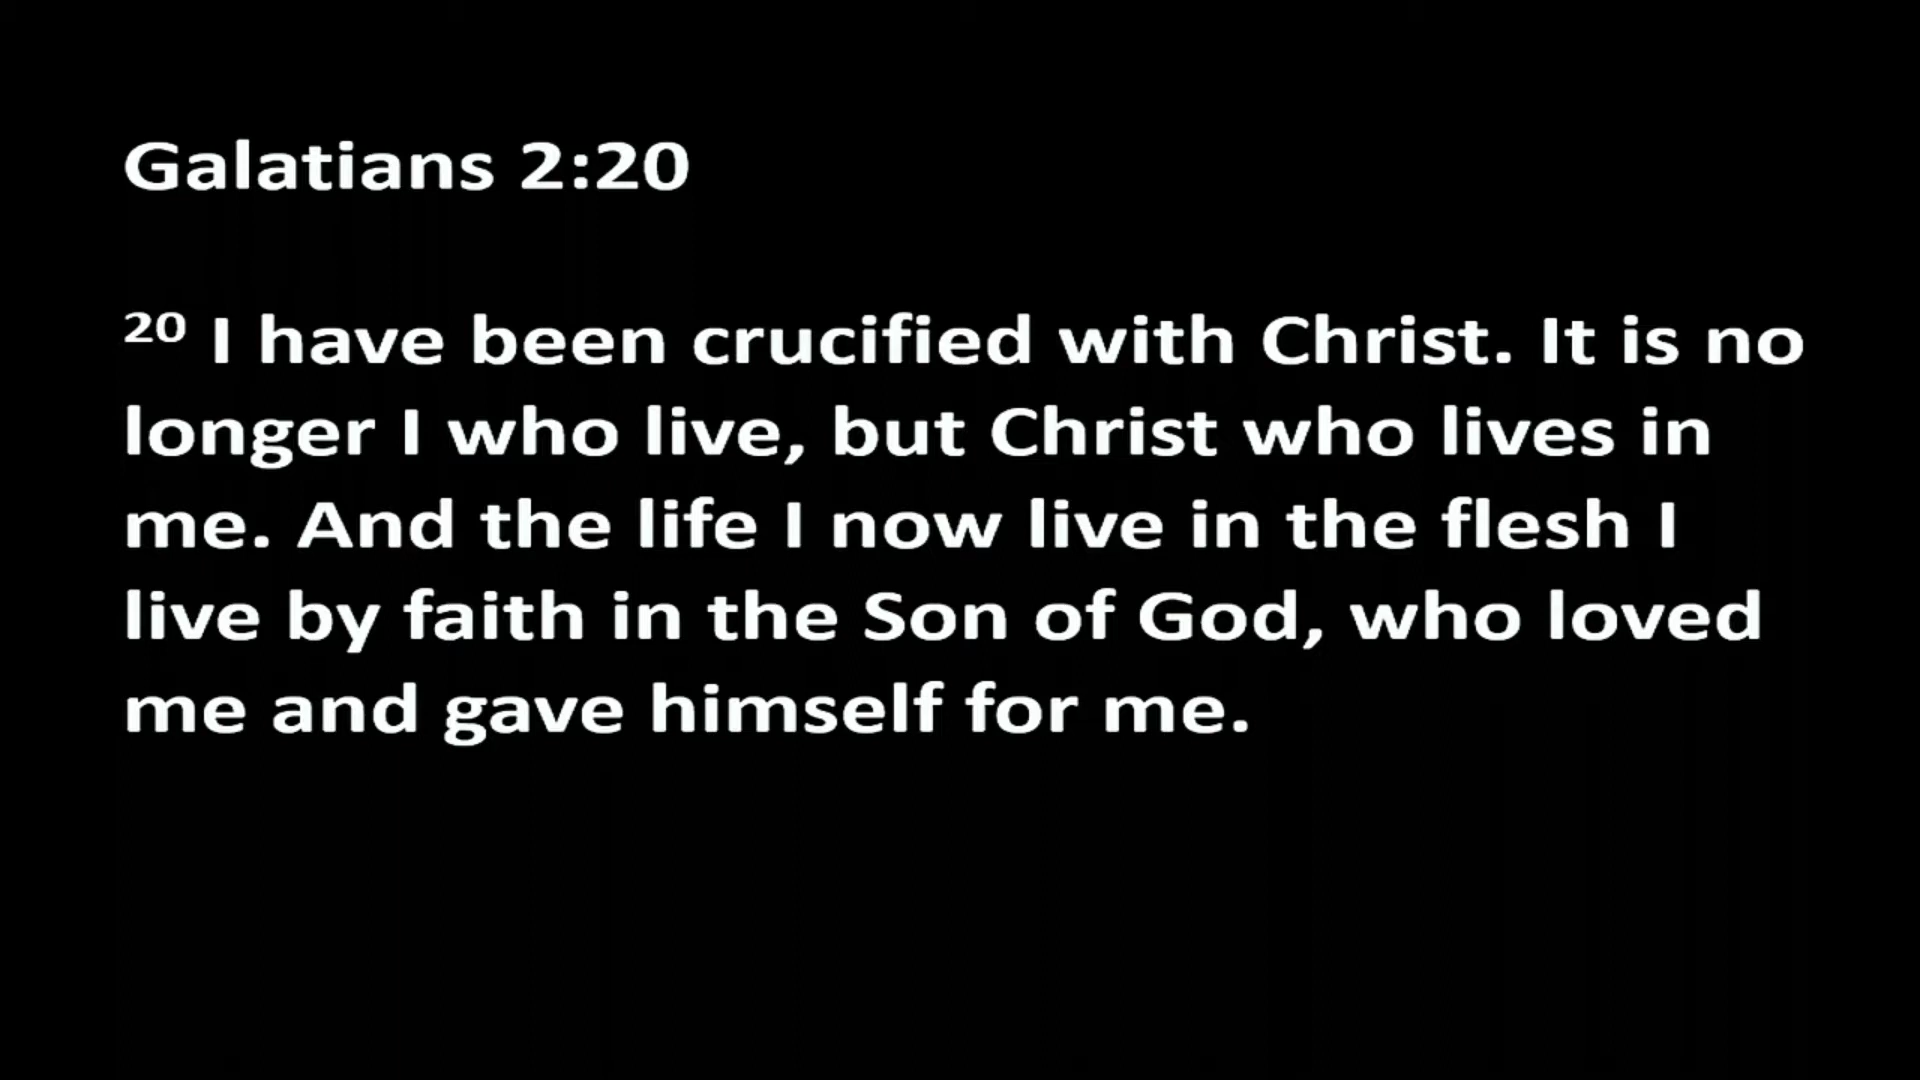 Galatians 2:20
20 I have been crucified with Christ. It is no
longer I who live, but Christ who lives in
me. And the life I now live in the flesh I
live by faith in the Son of God, who loved
me and gave himself for me.